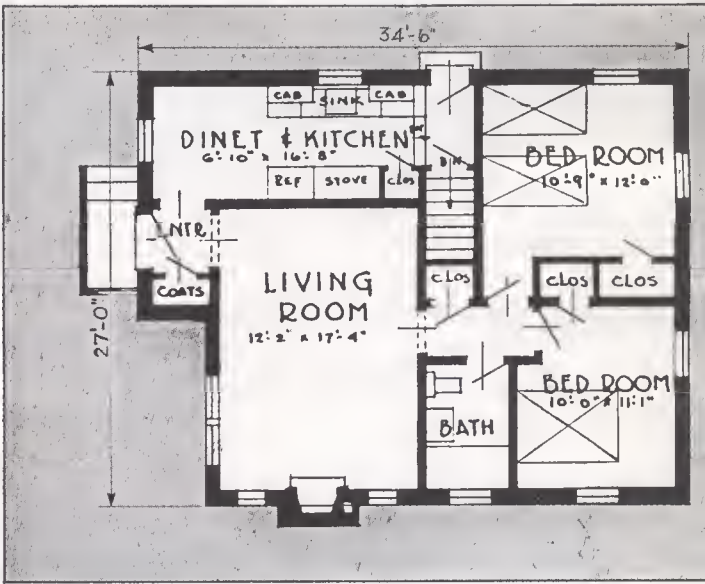 34'-6"
CAB SINK CAB
DINET & KITCHEN
6'-10" x 16'-8"
REF STOVE CLOS
DN
BED ROOM
10'-9" x 12'-0"
27'-0"
COATS
LIVING
ROOM
12'-2" x 17'-4"
CLOS
CLOS CLOS
BED ROOM
10'-0" x 11'-1"
BATH